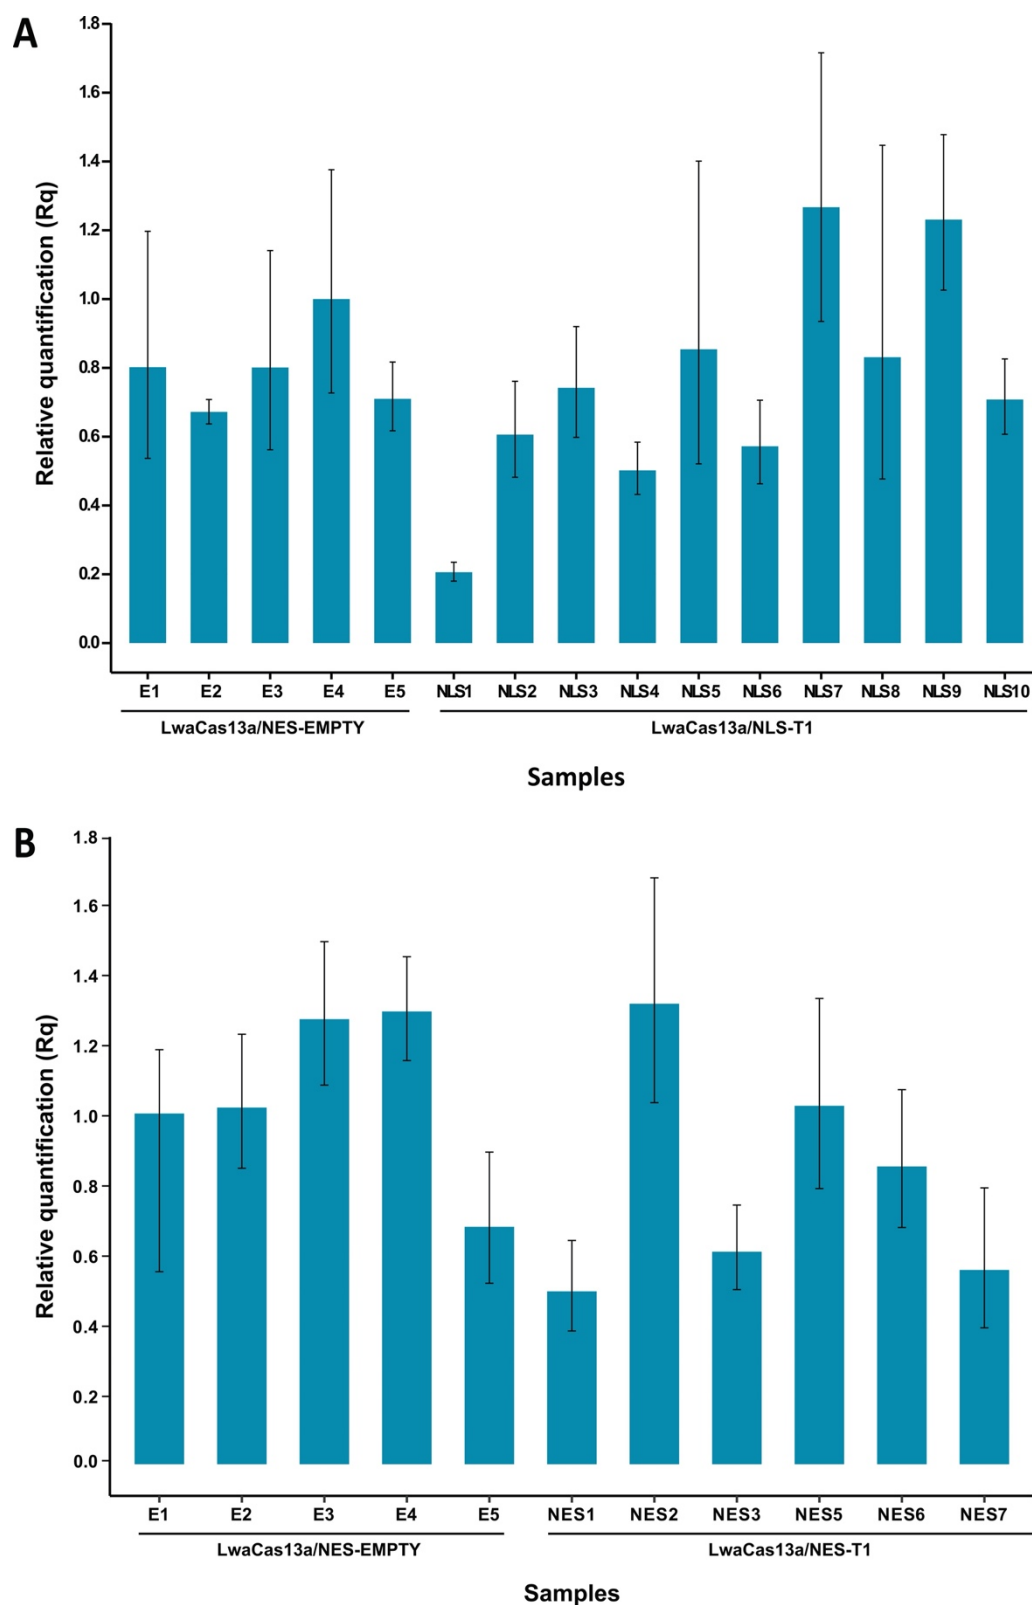 A
1.8
1.6
1.4
1.2
1.0
0.8
0.6
0.4
0.2
0.0
Relative quantification (Rq)
E1 E2 E3 E4 E5 NLS1 NLS2 NLS3 NLS4 NLS5 NLS6 NLS7 NLS8 NLS9 NLS10
LwaCas13a/NES-EMPTY LwaCas13a/NLS-T1
Samples
B
1.8
1.6
1.4
1.2
1.0
0.8
0.6
0.4
0.2
0.0
Relative quantification (Rq)
E1 E2 E3 E4 E5 NES1 NES2 NES3 NES5 NES6 NES7
LwaCas13a/NES-EMPTY LwaCas13a/NES-T1
Samples